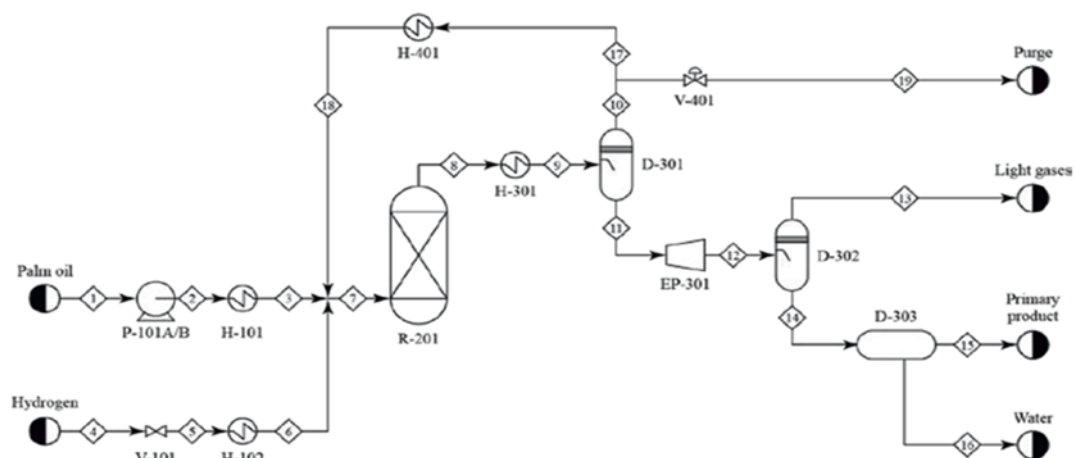 H-401
17
Purge
V-401
19
10
18
D-301
Light gases
8
9
H-301
13
11
12
D-302
EP-301
Palm oil
1
2
3
7
P-101A/B
H-101
R-201
14
D-303
Primary
product
15
Hydrogen
4
5
6
V-101
H-102
Water
16